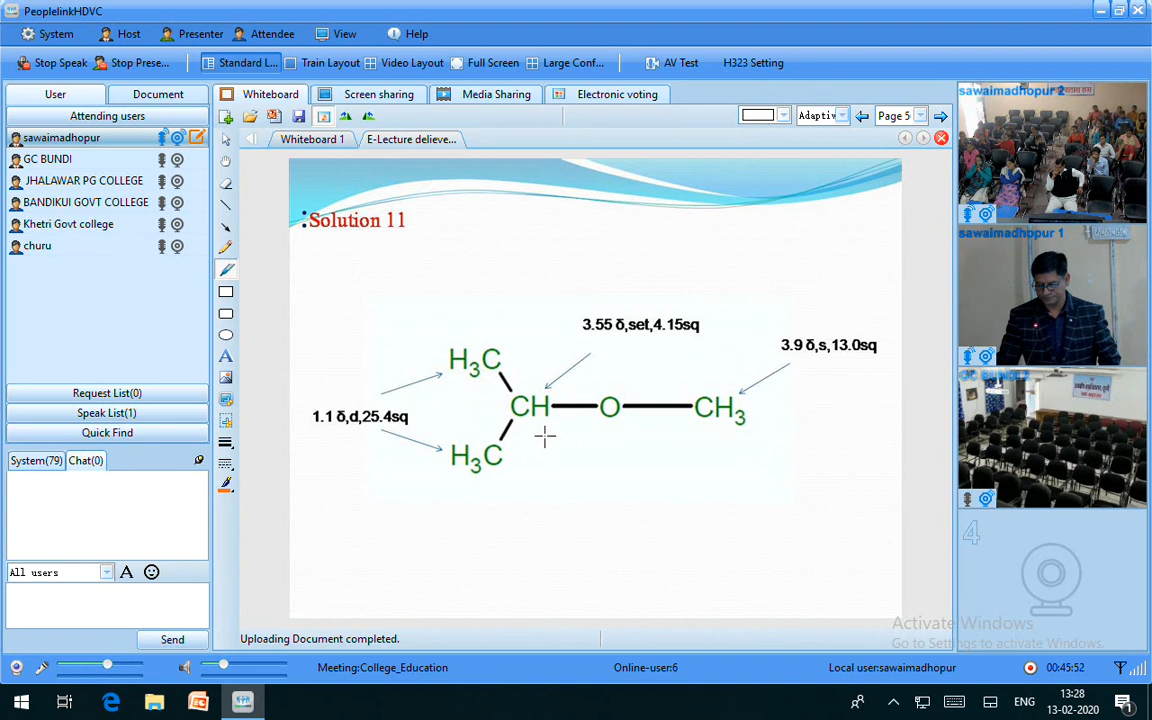 PeoplelinkHDVC
System Host Presenter Attendee View Help
Stop Speak Stop Prese... Standard L... Train Layout Video Layout Full Screen Large Conf... AV Test H323 Setting
User Document
Attending users
sawaimadhopur
GC BUNDI
JHALAWAR PG COLLEGE
BANDIKUI GOVT COLLEGE
Khetri Govt college
churu
Request List(0)
Speak List(1)
Quick Find
System(79) Chat(0)
All users A
Send
Whiteboard Screen sharing Media Sharing Electronic voting
Adaptiv Page 5
Whiteboard 1 E-Lecture delieve...
A
Solution 11
3.55 δ,set,4.15sq
3.9 δ,s,13.0sq
H3C
1.1 δ,d,25.4sq
CH O CH3
H3C
Uploading Document completed.
sawaimadhopur 2
sawaimadhopur 1
GC BUNDI
4
Activate Windows
Go to Settings to activate Windows.
Meeting:College_Education Online-user:6 Local user:sawaimadhopur 00:45:52
ENG 13:28
13-02-2020
1